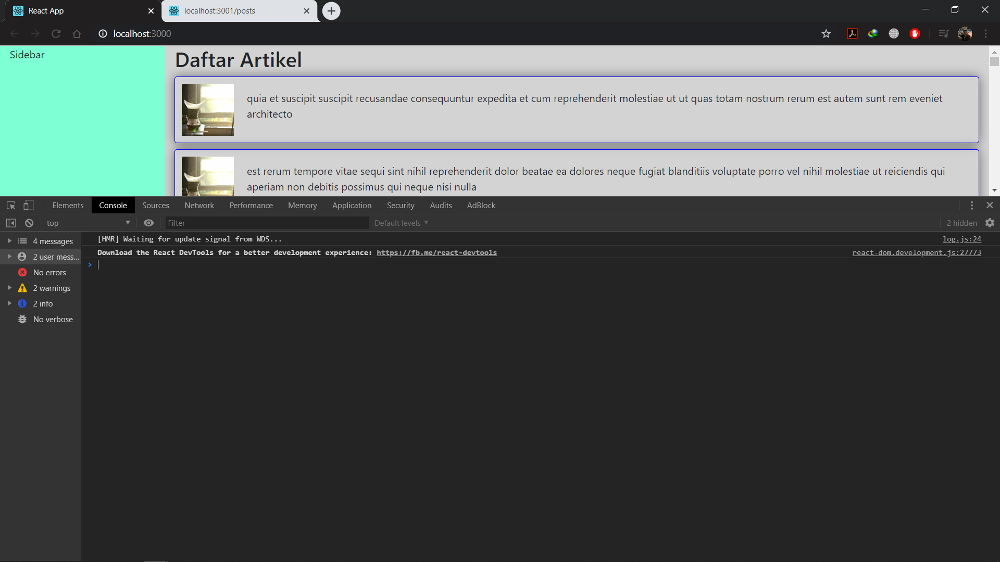 React App
localhost:3001/posts
localhost:3000
Sidebar
Daftar Artikel
quia et suscipit suscipit recusandae consequuntur expedita et cum reprehenderit molestiae ut ut quas totam nostrum rerum est autem sunt rem eveniet
architecto
est rerum tempore vitae sequi sint nihil reprehenderit dolor beatae ea dolores neque fugiat blanditiis voluptate porro vel nihil molestiae ut reiciendis qui
aperiam non debitis possimus qui neque nisi nulla
Elements Console Sources Network Performance Memory Application Security Audits AdBlock
top Filter Default levels 2 hidden
4 messages
2 user mess...
No errors
2 warnings
2 info
No verbose
[HMR] Waiting for update signal from WDS... log.js:24
Download the React DevTools for a better development experience: https://fb.me/react-devtools react-dom.development.js:27773